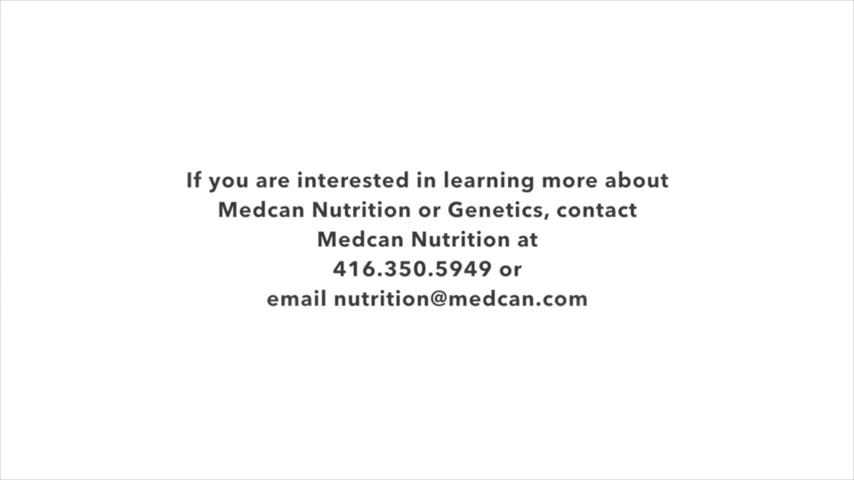 If you are interested in learning more about
Medcan Nutrition or Genetics, contact
Medcan Nutrition at
416.350.5949 or
email nutrition@medcan.com